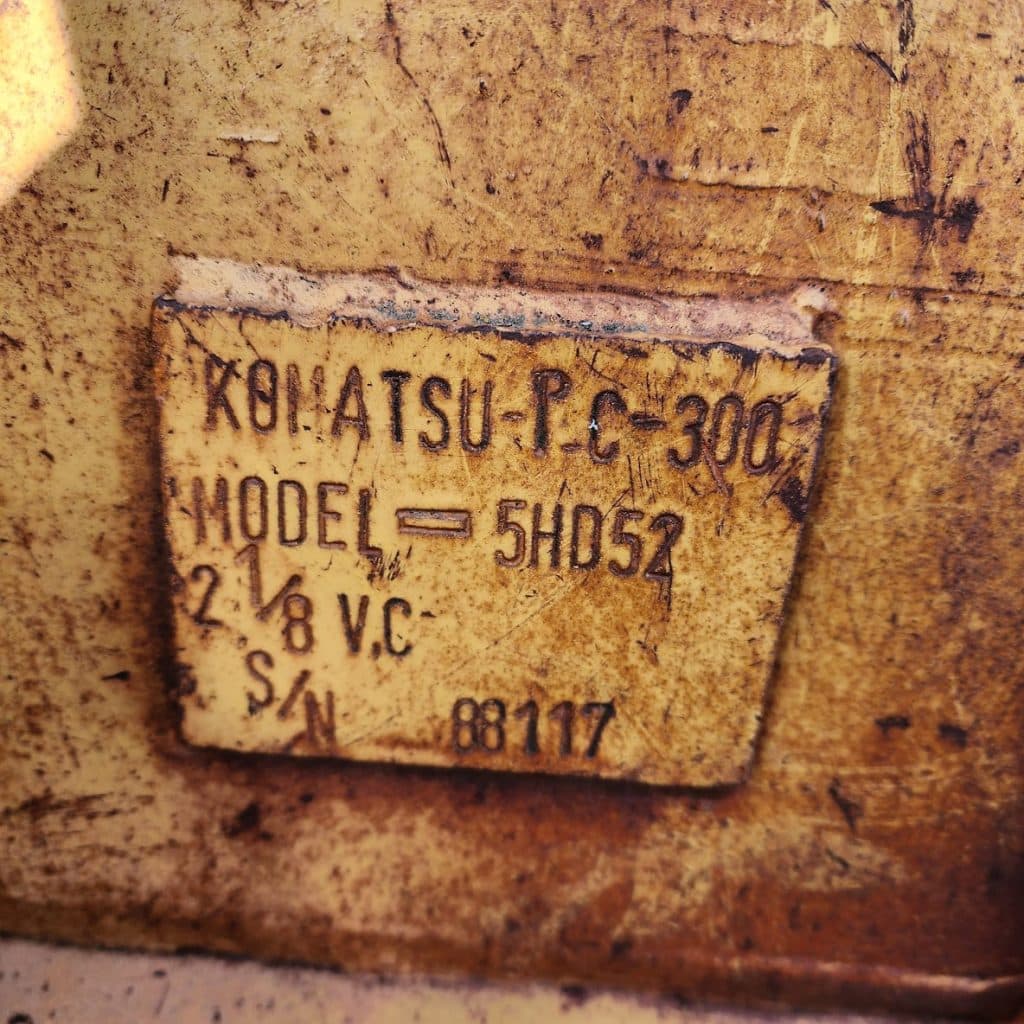 KOMATSU-P.C-300
MODEL = 5HD52
2 1/8 V.C
S/N 88117